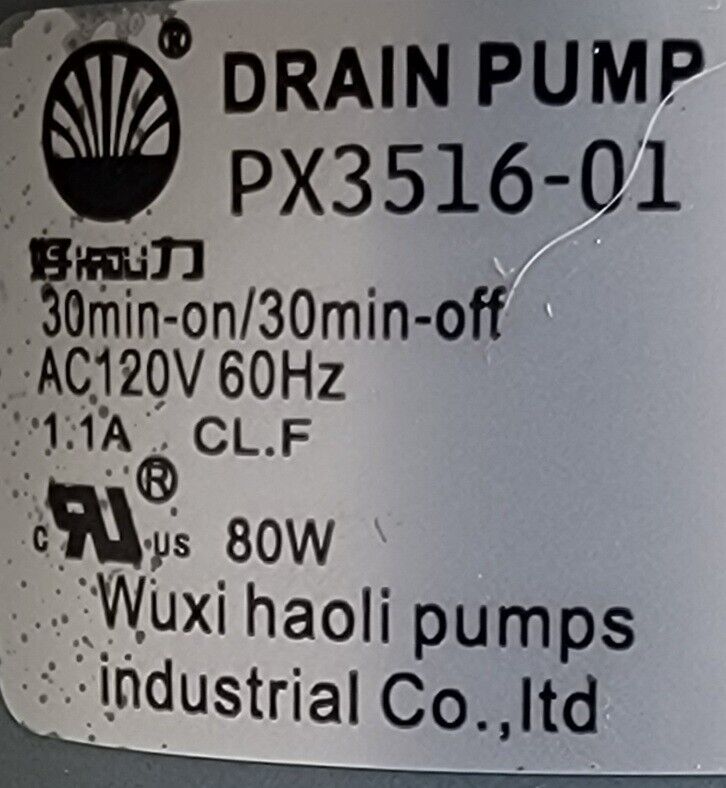 ®
DRAIN PUMP
PX3516-01
好HAOLI力
30min-on/30min-off
AC120V 60Hz
1.1A CL.F
c RU ® US 80W
Wuxi haoli pumps
industrial Co.,ltd